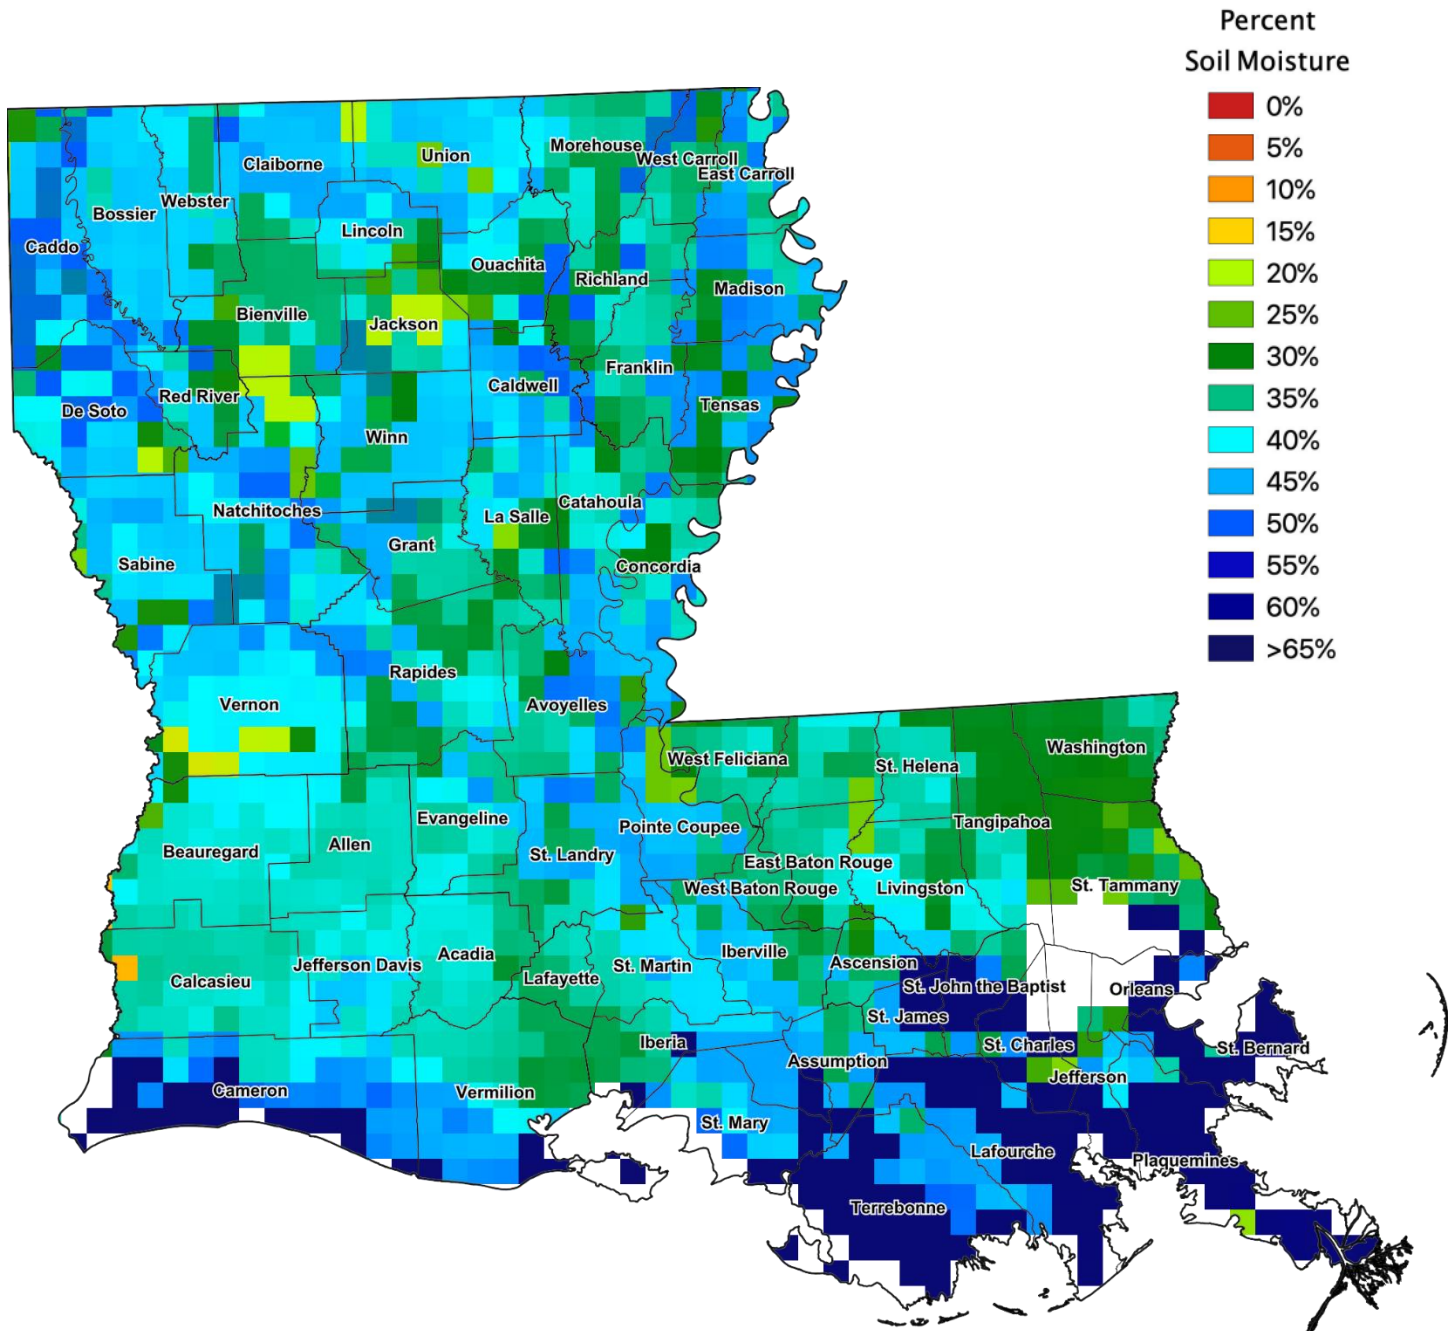 Percent
Soil Moisture
0%
5%
10%
15%
20%
25%
30%
35%
40%
45%
50%
55%
60%
>65%
Morehouse
Union
West Carroll
Claiborne
East Carroll
Webster
Bossier
Lincoln
Caddo
Ouachita
Richland
Madison
Bienville
Jackson
Franklin
Caldwell
Red River
Tensas
De Soto
Winn
Catahoula
Natchitoches
La Salle
Grant
Sabine
Concordia
Rapides
Vernon
Avoyelles
Washington
West Feliciana
St. Helena
Evangeline
Tangipahoa
Pointe Coupee
Allen
Beauregard
St. Landry
East Baton Rouge
St. Tammany
West Baton Rouge
Livingston
Iberville
Acadia
Ascension
Jefferson Davis
St. Martin
Lafayette
Calcasieu
St. John the Baptist
Orleans
St. James
Iberia
St. Charles
St. Bernard
Assumption
Jefferson
Cameron
Vermilion
St. Mary
Lafourche
Plaquemines
Terrebonne